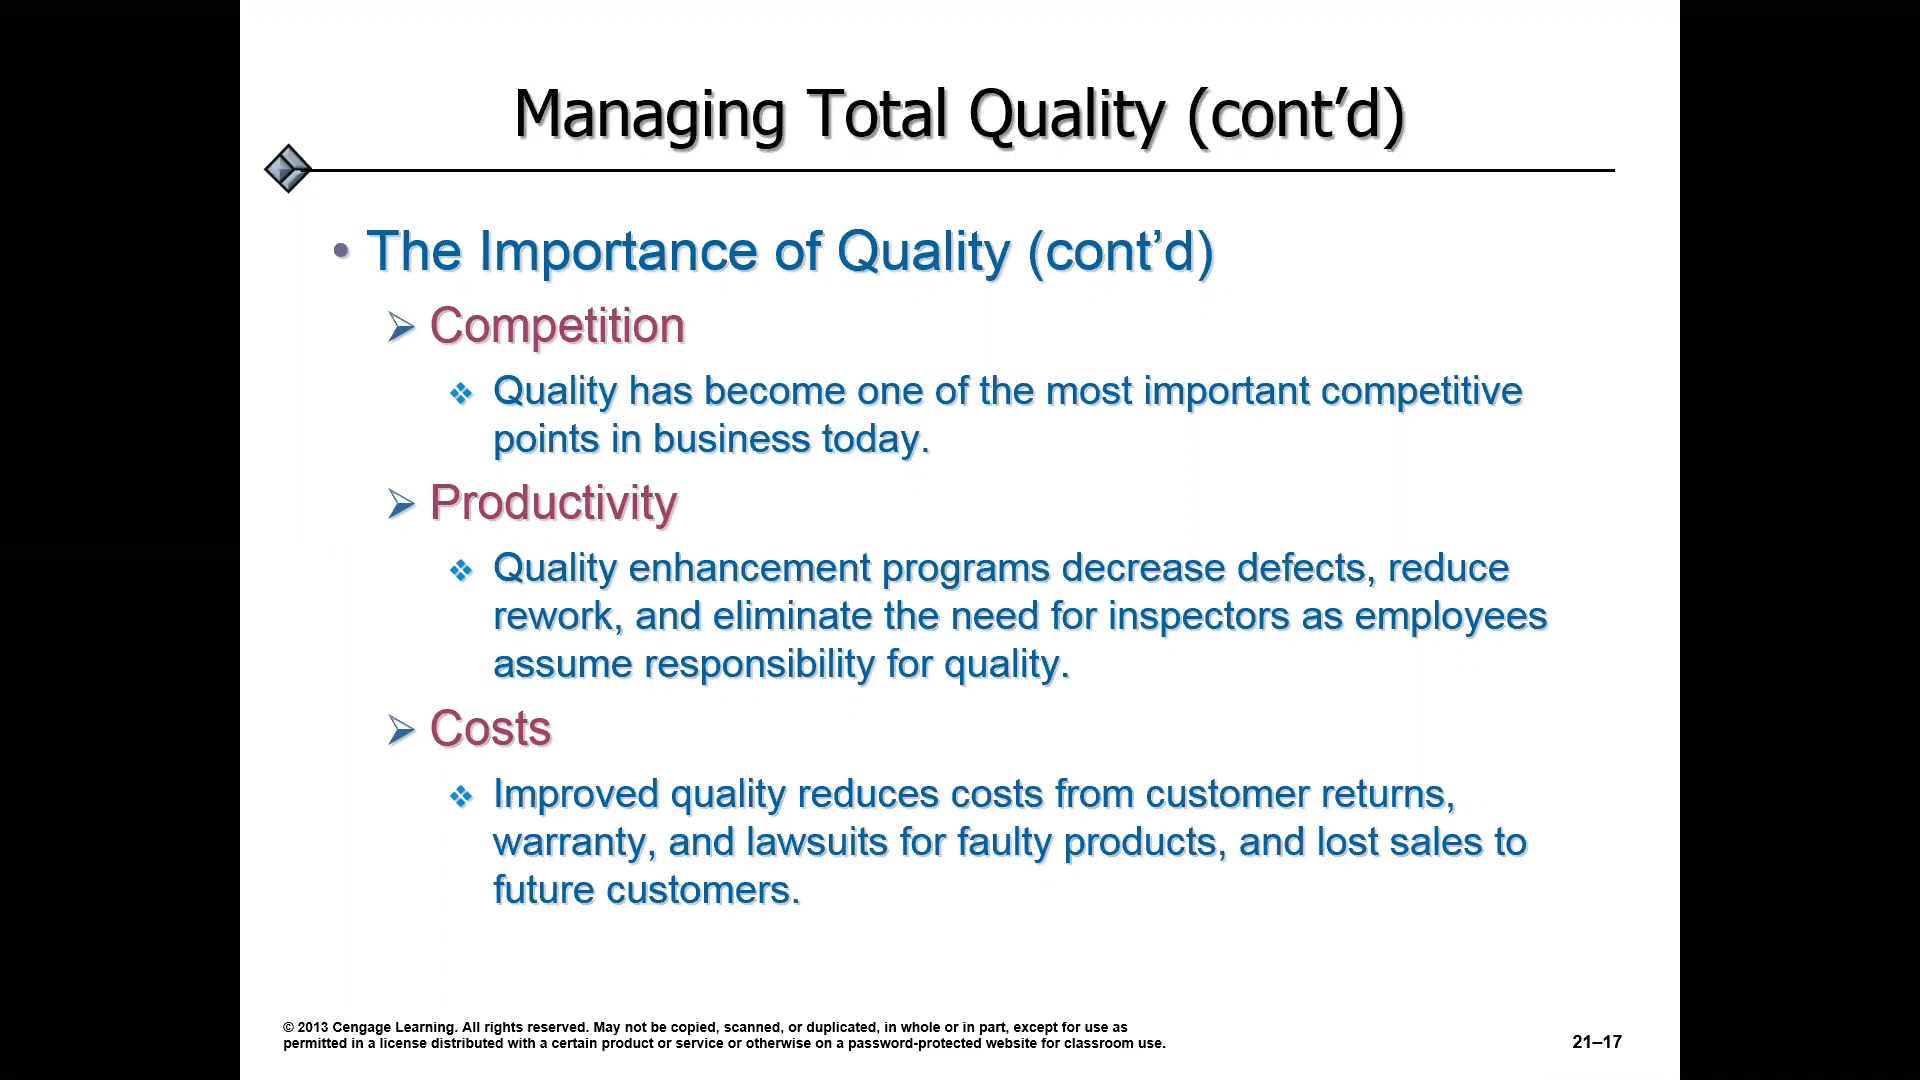 Managing Total Quality (cont’d)
• The Importance of Quality (cont’d)
Competition
Quality has become one of the most important competitive
points in business today.
Productivity
Quality enhancement programs decrease defects, reduce
rework, and eliminate the need for inspectors as employees
assume responsibility for quality.
Costs
Improved quality reduces costs from customer returns,
warranty, and lawsuits for faulty products, and lost sales to
future customers.
© 2013 Cengage Learning. All rights reserved. May not be copied, scanned, or duplicated, in whole or in part, except for use as
permitted in a license distributed with a certain product or service or otherwise on a password-protected website for classroom use.
21–17